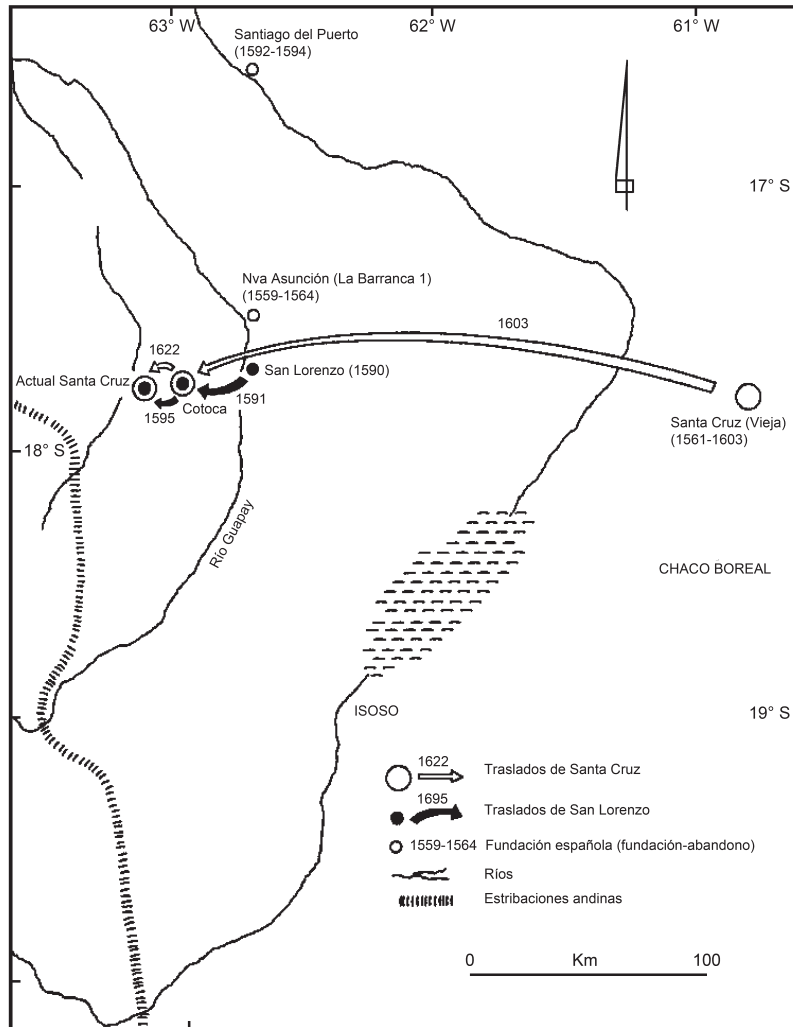 63° W
62° W
61° W
Santiago del Puerto
(1592-1594)
17° S
Nva Asunción (La Barranca 1)
(1559-1564)
1603
1622
San Lorenzo (1590)
Actual Santa Cruz
1591
1595
Cotoca
Santa Cruz (Vieja)
(1561-1603)
18° S
Río Guapay
CHACO BOREAL
ISOSO
19° S
1622
Traslados de Santa Cruz
1695
Traslados de San Lorenzo
1559-1564 Fundación española (fundación-abandono)
Ríos
Estribaciones andinas
0 Km 100